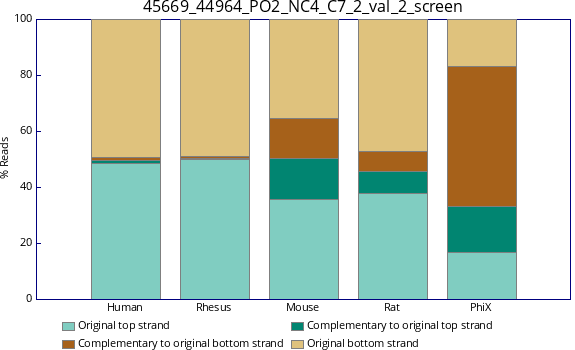 45669_44964_PO2_NC4_C7_2_val_2_screen
100
80
60
40
20
0
% Reads
Human Rhesus Mouse Rat PhiX
Original top strand Complementary to original top strand
Complementary to original bottom strand Original bottom strand